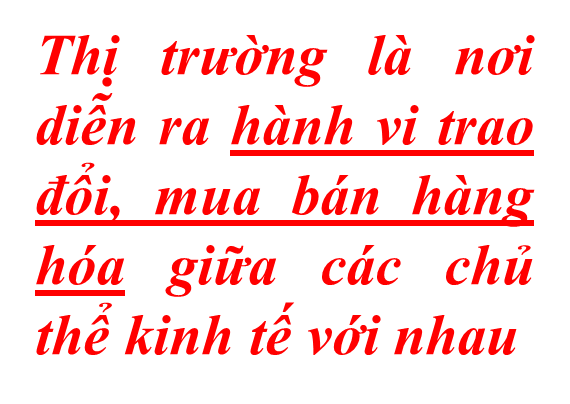 Thị trường là nơi
diễn ra hành vi trao
đổi, mua bán hàng
hóa giữa các chủ
thể kinh tế với nhau